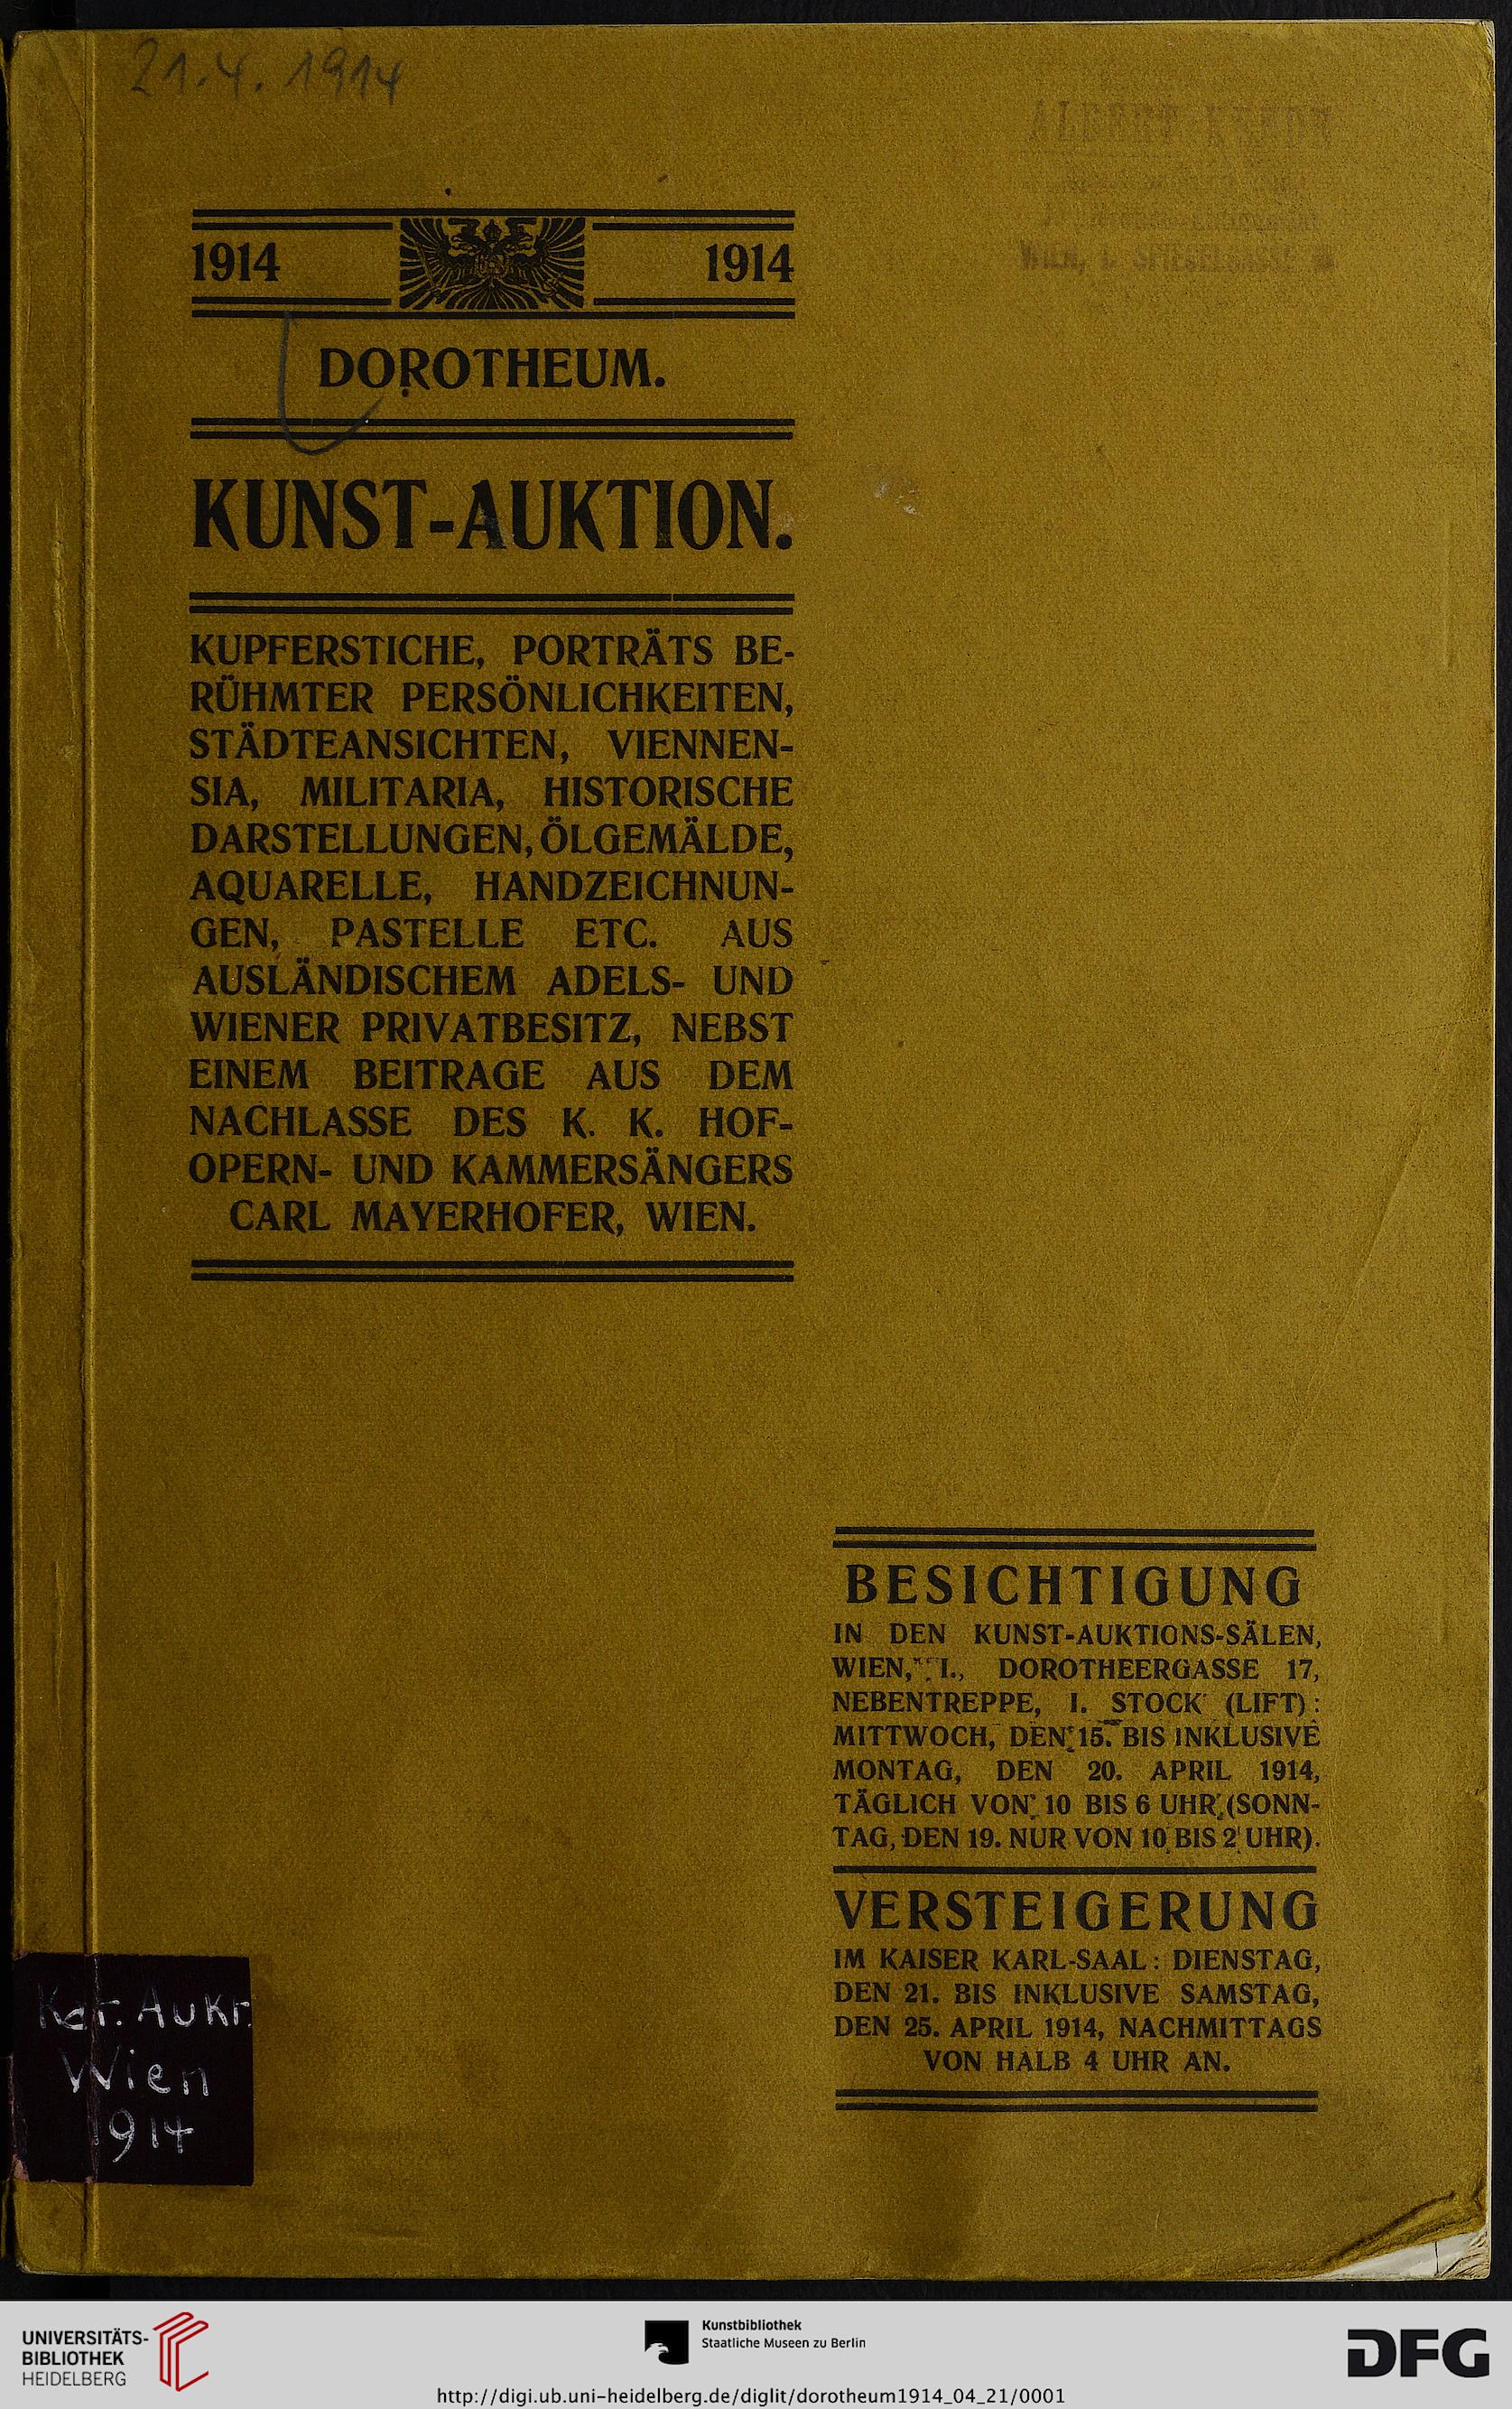 21.4.1914
1914 1914
DOROTHEUM.
KUNST-AUKTION.
KUPFERSTICHE, PORTRÄTS BE-
RÜHMTER PERSÖNLICHKEITEN,
STÄDTEANSICHTEN, VIENNEN-
SIA, MILITARIA, HISTORISCHE
DARSTELLUNGEN, ÖLGEMÄLDE,
AQUARELLE, HANDZEICHNUN-
GEN, PASTELLE ETC. AUS
AUSLÄNDISCHEM ADELS- UND
WIENER PRIVATBESITZ, NEBST
EINEM BEITRAGE AUS DEM
NACHLASSE DES K. K. HOF-
OPERN- UND KAMMERSÄNGERS
CARL MAYERHOFER, WIEN.
BESICHTIGUNG
IN DEN KUNST-AUKTIONS-SÄLEN,
WIEN, I., DOROTHEERGASSE 17,
NEBENTREPPE, I. STOCK (LIFT):
MITTWOCH, DEN 15. BIS INKLUSIVE
MONTAG, DEN 20. APRIL 1914,
TÄGLICH VON 10 BIS 6 UHR (SONN-
TAG, DEN 19. NUR VON 10 BIS 2 UHR).
VERSTEIGERUNG
IM KAISER KARL-SAAL: DIENSTAG,
DEN 21. BIS INKLUSIVE SAMSTAG,
DEN 25. APRIL 1914, NACHMITTAGS
VON HALB 4 UHR AN.
Kat. Aukt.
Wien
1914
UNIVERSITÄTS-
BIBLIOTHEK
HEIDELBERG
Kunstbibliothek
Staatliche Museen zu Berlin
DFG
http://digi.ub.uni-heidelberg.de/diglit/dorotheum1914_04_21/0001